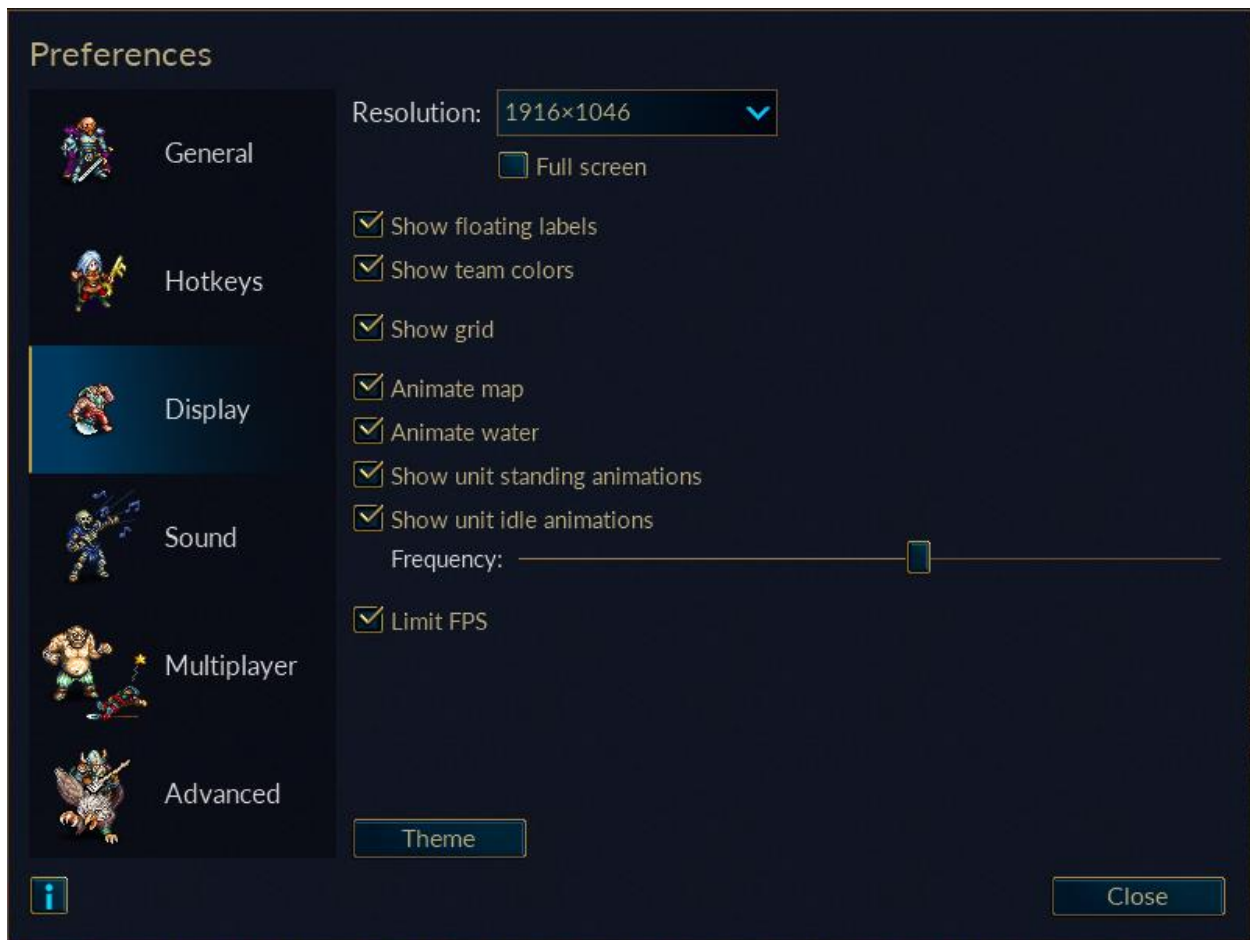 Preferences
General
Hotkeys
Display
Sound
Multiplayer
Advanced
Resolution: 1916×1046
Full screen
Show floating labels
Show team colors
Show grid
Animate map
Animate water
Show unit standing animations
Show unit idle animations
Frequency:
Limit FPS
Theme
i
Close